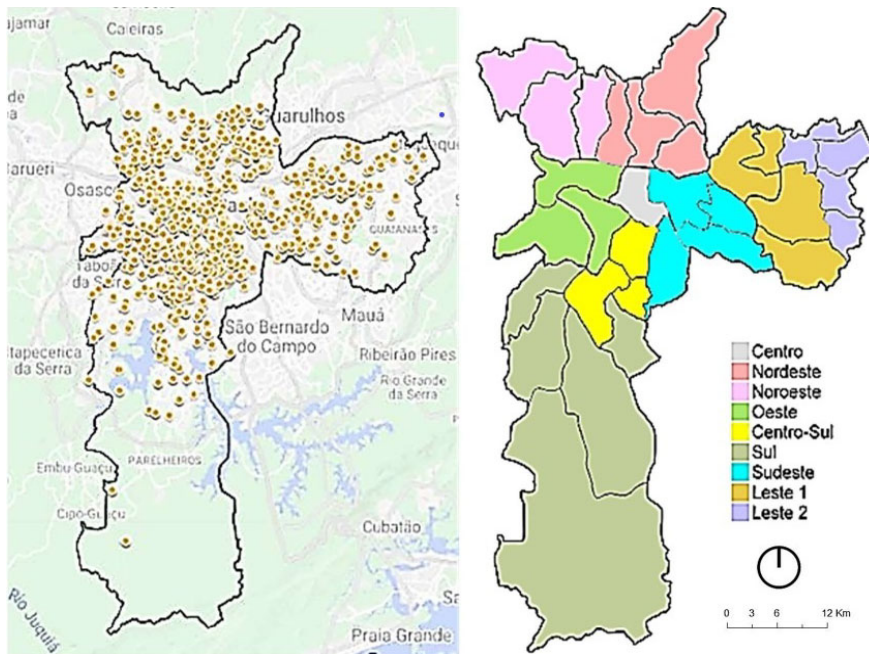 Caieiras
Guarulhos
Barueri
Osasco
GUAIANASES
Taboão
da Serra
Mauá
São Bernardo
do Campo
Itapecerica
da Serra
Ribeirão Pires
Rio Grande
da Serra
Embu-Guaçu
PARELHEIROS
Cipó-Guaçu
Cubatão
Rio Juquiá
Praia Grande
Centro
Nordeste
Noroeste
Oeste
Centro-Sul
Sul
Sudeste
Leste 1
Leste 2
0 3 6 12 Km